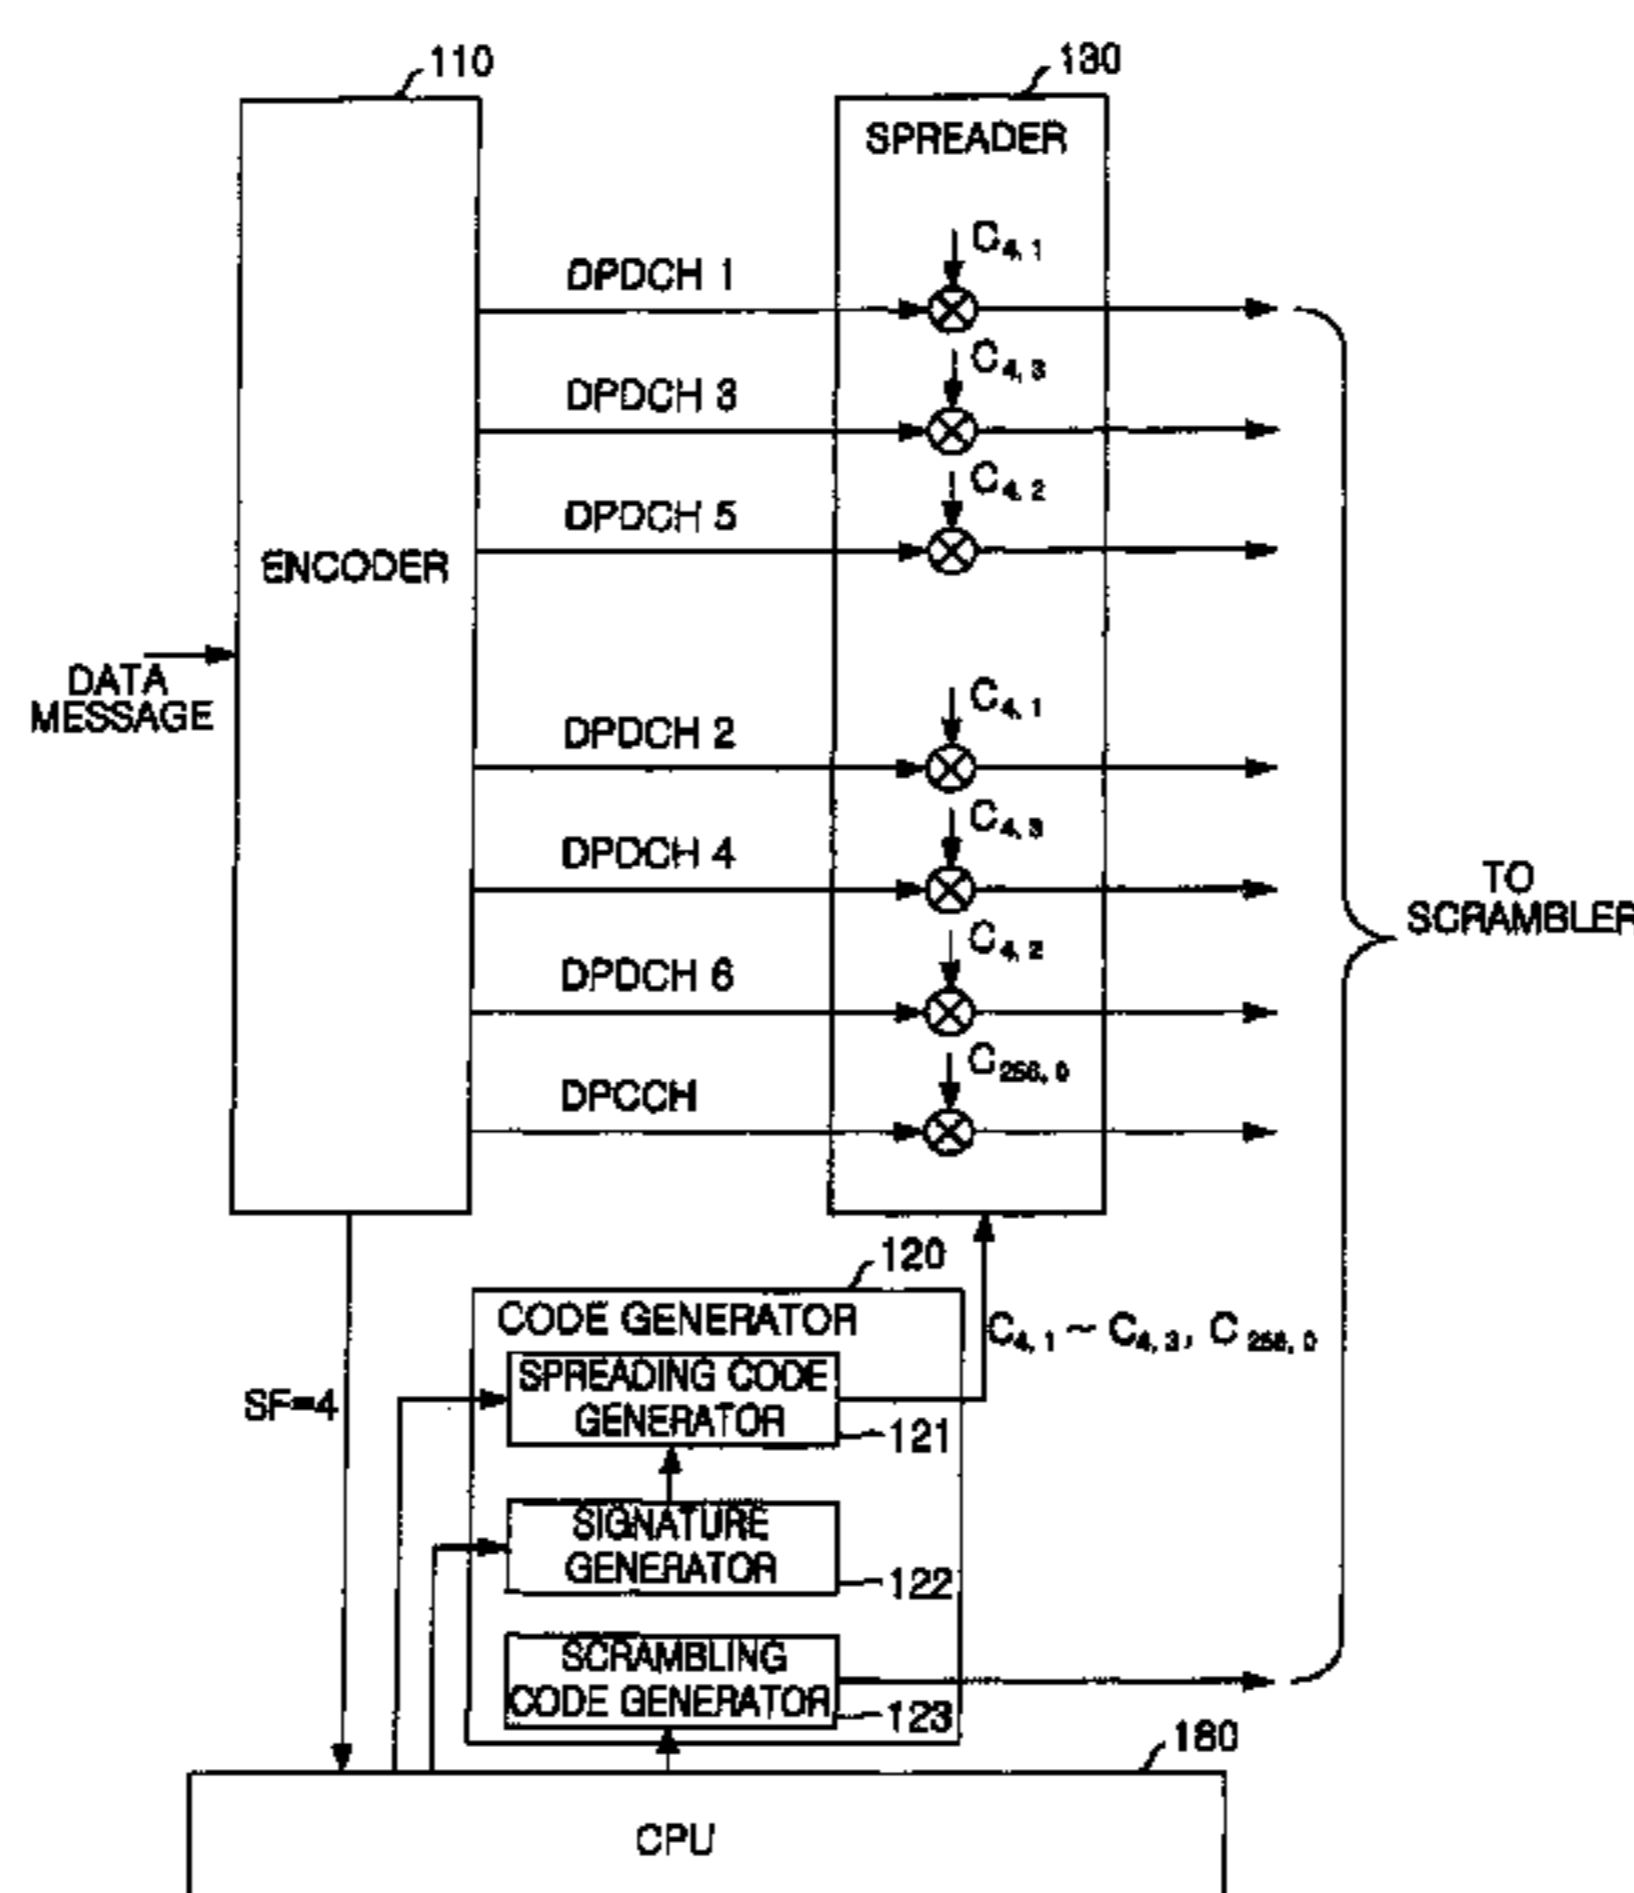 110
130
SPREADER
C4, 1
DPDCH 1
C4, 3
DPDCH 3
C4, 2
DPDCH 5
ENCODER
DATA
MESSAGE
C4, 1
DPDCH 2
C4, 3
DPDCH 4
TO
SCRAMBLER
C4, 2
DPDCH 6
C256, 0
DPCCH
120
CODE GENERATOR
C4, 1 ~ C4, 3, C256, 0
SPREADING CODE
GENERATOR
SF=4
121
SIGNATURE
GENERATOR
122
SCRAMBLING
CODE GENERATOR
123
160
CPU